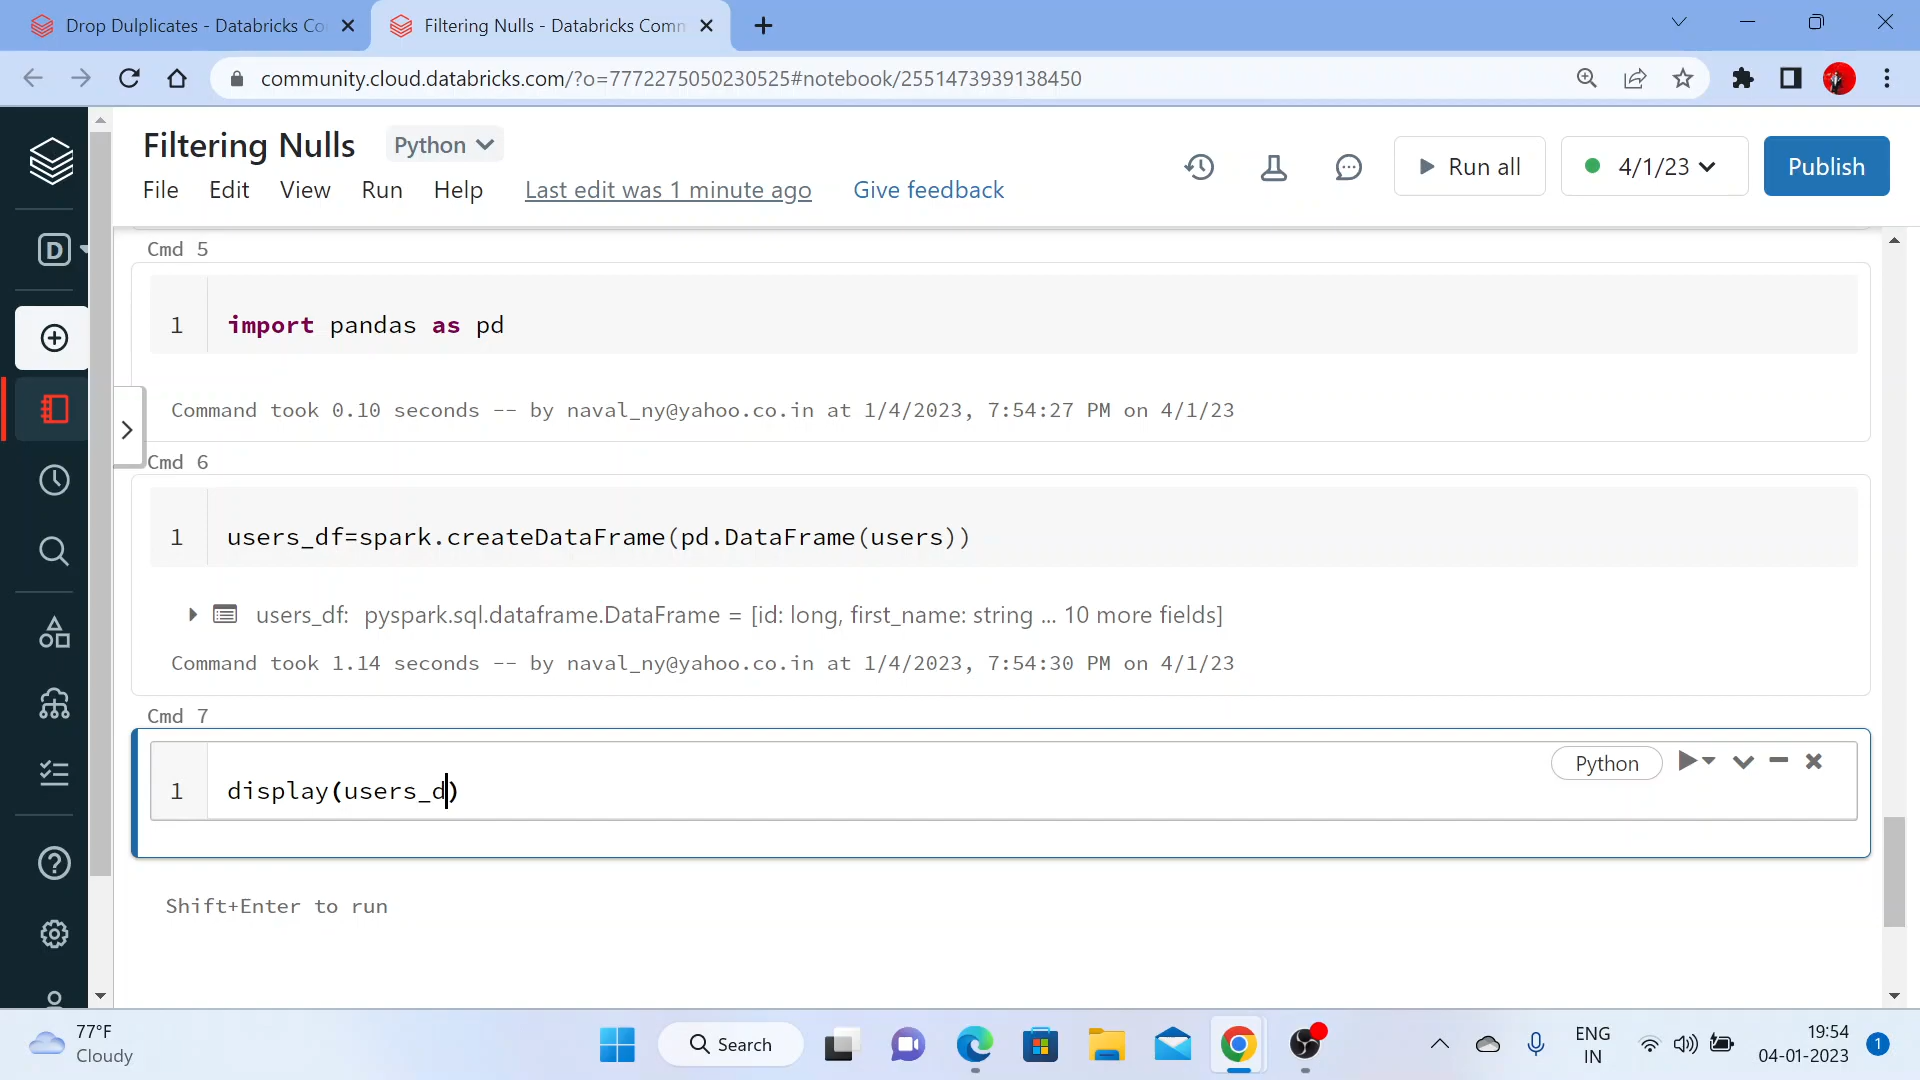 Drop Dulplicates - Databricks Co
Filtering Nulls - Databricks Comm
community.cloud.databricks.com/?o=7772275050230525#notebook/2551473939138450
Filtering Nulls
Python
File Edit View Run Help Last edit was 1 minute ago Give feedback
Run all
4/1/23
Publish
D
Cmd 5
1 import pandas as pd
Command took 0.10 seconds -- by naval_ny@yahoo.co.in at 1/4/2023, 7:54:27 PM on 4/1/23
Cmd 6
1 users_df=spark.createDataFrame(pd.DataFrame(users))
users_df: pyspark.sql.dataframe.DataFrame = [id: long, first_name: string ... 10 more fields]
Command took 1.14 seconds -- by naval_ny@yahoo.co.in at 1/4/2023, 7:54:30 PM on 4/1/23
Cmd 7
Python
1 display(users_d)
Shift+Enter to run
77°F
Cloudy
Search
ENG
IN
19:54
04-01-2023
1